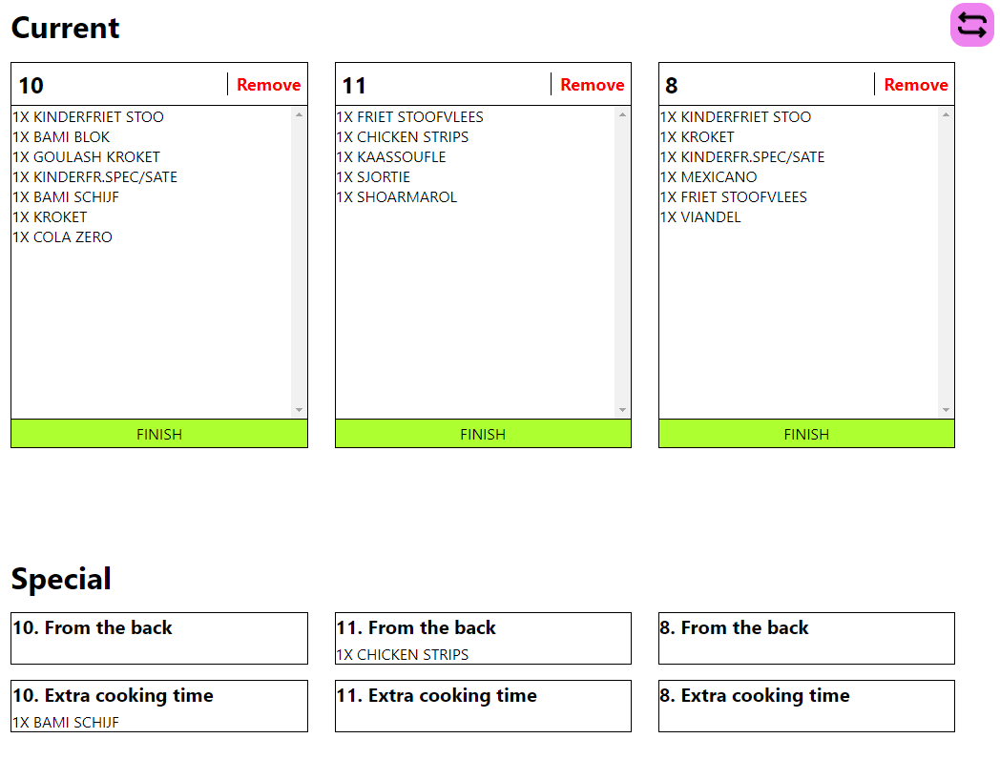 Current
10 Remove
1X KINDERFRIET STOO
1X BAMI BLOK
1X GOULASH KROKET
1X KINDERFR.SPEC/SATE
1X BAMI SCHIJF
1X KROKET
1X COLA ZERO
FINISH
11 Remove
1X FRIET STOOFVLEES
1X CHICKEN STRIPS
1X KAASSOUFLE
1X SJORTIE
1X SHOARMAROL
FINISH
8 Remove
1X KINDERFRIET STOO
1X KROKET
1X KINDERFR.SPEC/SATE
1X MEXICANO
1X FRIET STOOFVLEES
1X VIANDEL
FINISH
Special
10. From the back
11. From the back
1X CHICKEN STRIPS
8. From the back
10. Extra cooking time
1X BAMI SCHIJF
11. Extra cooking time
8. Extra cooking time